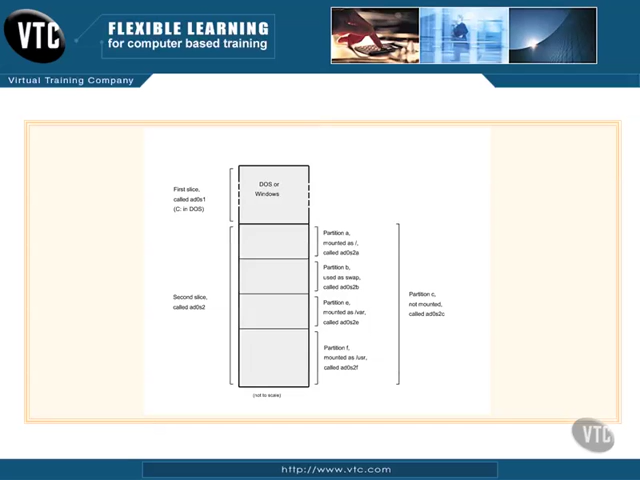 VTC
FLEXIBLE LEARNING
for computer based training
Virtual Training Company
DOS or
Windows
First slice,
called ad0s1
(C: in DOS)
Partition a,
mounted as /,
called ad0s2a
Partition b,
used as swap,
called ad0s2b
Second slice,
called ad0s2
Partition c,
not mounted,
called ad0s2c
Partition e,
mounted as /var,
called ad0s2e
Partition f,
mounted as /usr,
called ad0s2f
(not to scale)
VTC
http://www.vtc.com